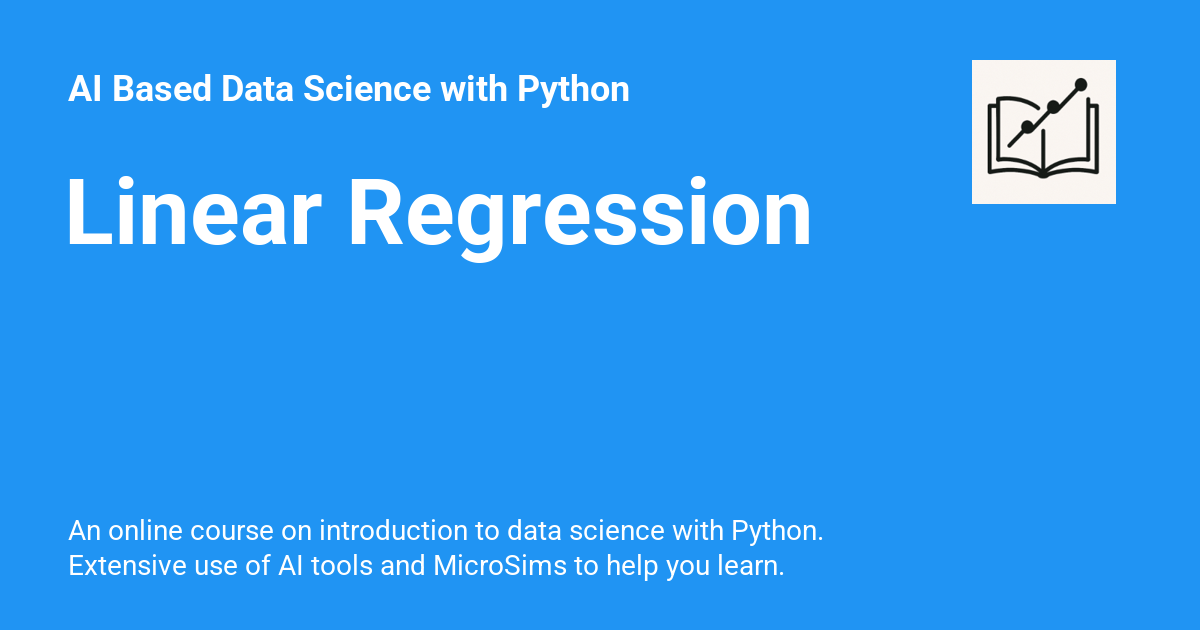 AI Based Data Science with Python
Linear Regression
An online course on introduction to data science with Python.
Extensive use of AI tools and MicroSims to help you learn.